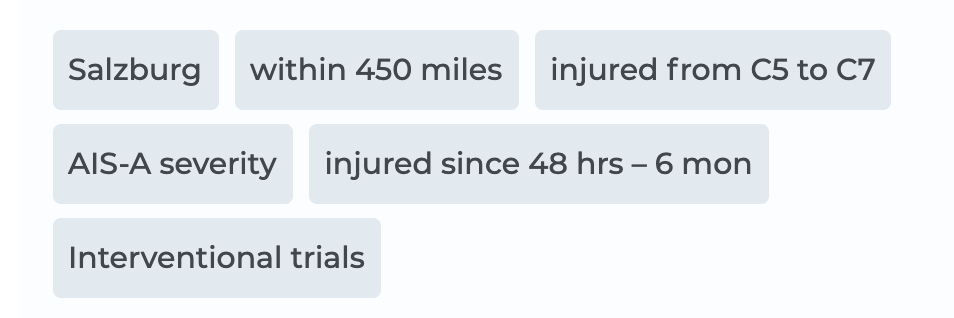 Salzburg within 450 miles injured from C5 to C7
AIS-A severity injured since 48 hrs – 6 mon
Interventional trials